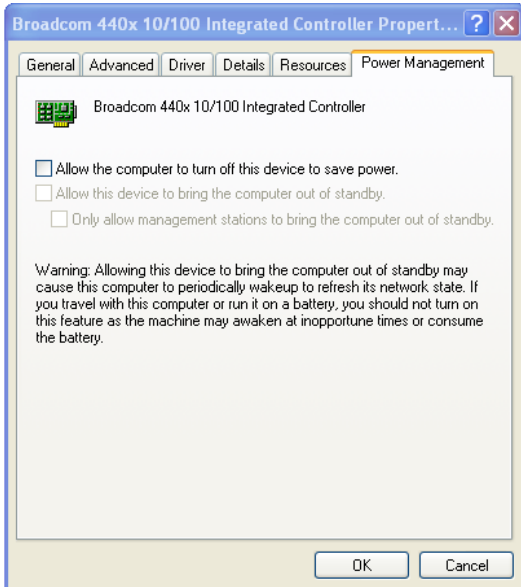 Broadcom 440x 10/100 Integrated Controller Propert... ? X
General Advanced Driver Details Resources Power Management
Broadcom 440x 10/100 Integrated Controller
Allow the computer to turn off this device to save power.
Allow this device to bring the computer out of standby.
Only allow management stations to bring the computer out of standby.
Warning: Allowing this device to bring the computer out of standby may
cause this computer to periodically wakeup to refresh its network state. If
you travel with this computer or run it on a battery, you should not turn on
this feature as the machine may awaken at inopportune times or consume
the battery.
OK Cancel